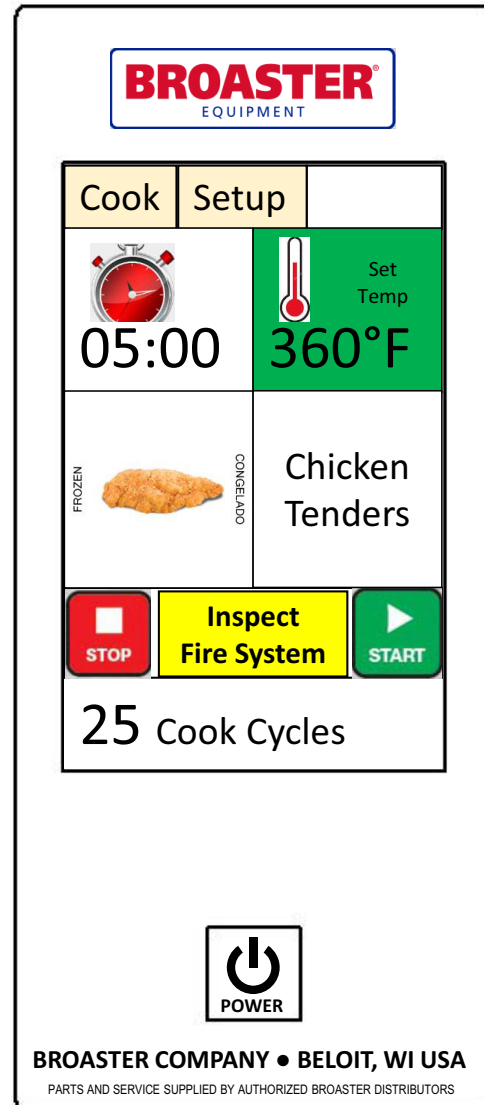 BROASTER®
EQUIPMENT
Cook Setup
Set
Temp
05:00 360°F
FROZEN
CONGELADO
Chicken
Tenders
STOP
Inspect
Fire System
START
25 Cook Cycles
POWER
BROASTER COMPANY ● BELOIT, WI USA
PARTS AND SERVICE SUPPLIED BY AUTHORIZED BROASTER DISTRIBUTORS